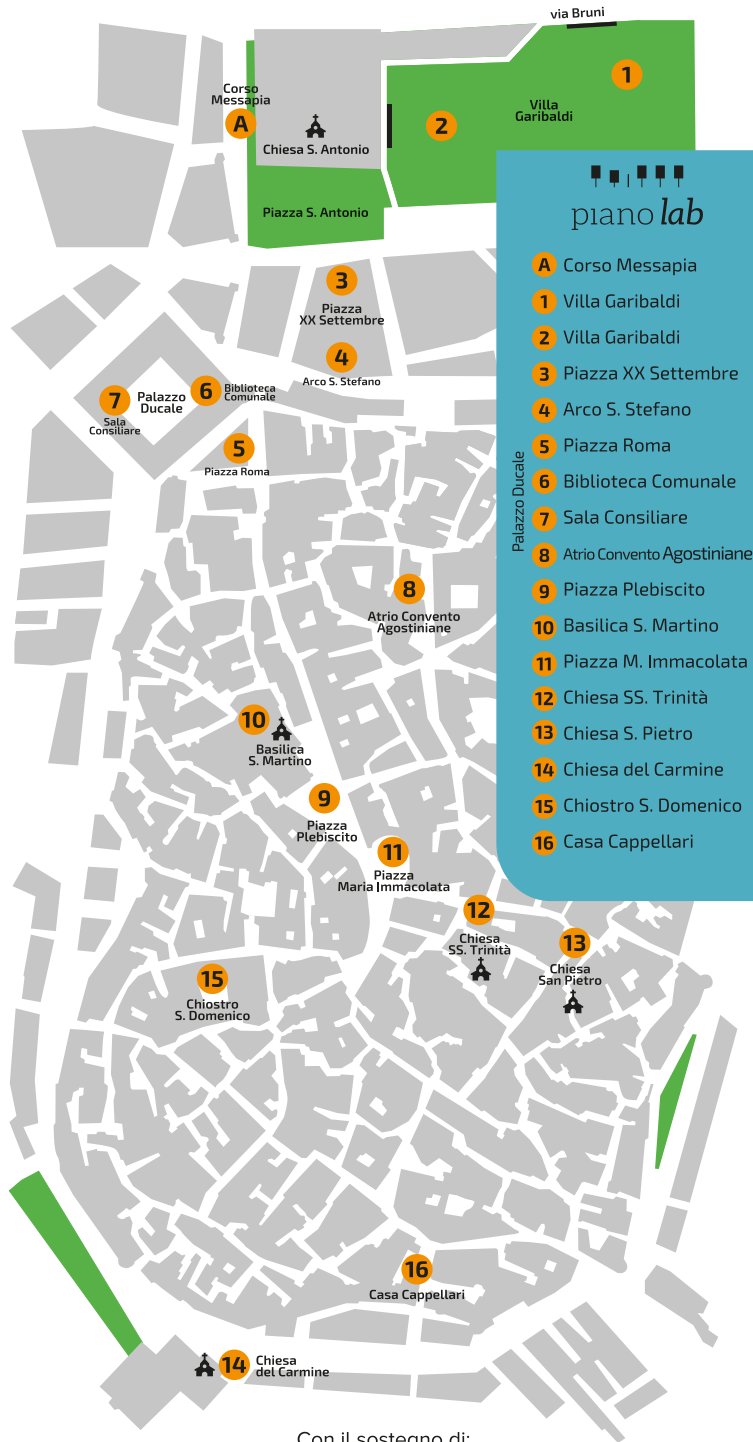 via Bruni
1
Corso
Messapia
A
2
Villa
Garibaldi
Chiesa S. Antonio
Piazza S. Antonio
3
Piazza
XX Settembre
4
Arco S. Stefano
7
Sala
Consiliare
Palazzo
Ducale
6
Biblioteca
Comunale
5
Piazza Roma
8
Atrio Convento
Agostiniane
10
Basilica
S. Martino
9
Piazza
Plebiscito
11
Piazza
Maria Immacolata
12
Chiesa
SS. Trinità
13
Chiesa
San Pietro
15
Chiostro
S. Domenico
16
Casa Cappellari
14
Chiesa
del Carmine
piano lab
A Corso Messapia
1 Villa Garibaldi
2 Villa Garibaldi
3 Piazza XX Settembre
4 Arco S. Stefano
5 Piazza Roma
Palazzo Ducale
6 Biblioteca Comunale
7 Sala Consiliare
8 Atrio Convento Agostiniane
9 Piazza Plebiscito
10 Basilica S. Martino
11 Piazza M. Immacolata
12 Chiesa SS. Trinità
13 Chiesa S. Pietro
14 Chiesa del Carmine
15 Chiostro S. Domenico
16 Casa Cappellari
Con il sostegno di: